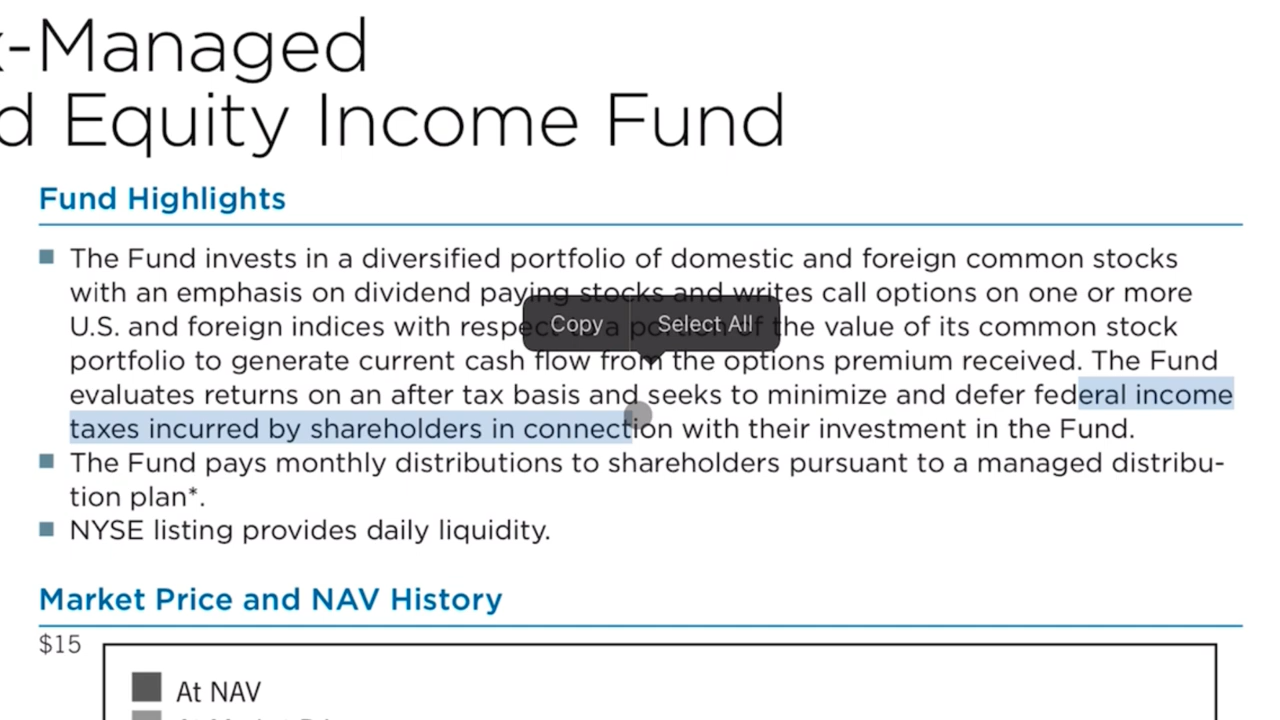 x-Managed
d Equity Income Fund
Fund Highlights
The Fund invests in a diversified portfolio of domestic and foreign common stocks
with an emphasis on dividend paying stocks and writes call options on one or more
Copy Select All
U.S. and foreign indices with respect to a portion of the value of its common stock
portfolio to generate current cash flow from the options premium received. The Fund
evaluates returns on an after tax basis and seeks to minimize and defer federal income
taxes incurred by shareholders in connection with their investment in the Fund.
The Fund pays monthly distributions to shareholders pursuant to a managed distribu-
tion plan*.
NYSE listing provides daily liquidity.
Market Price and NAV History
$15
At NAV